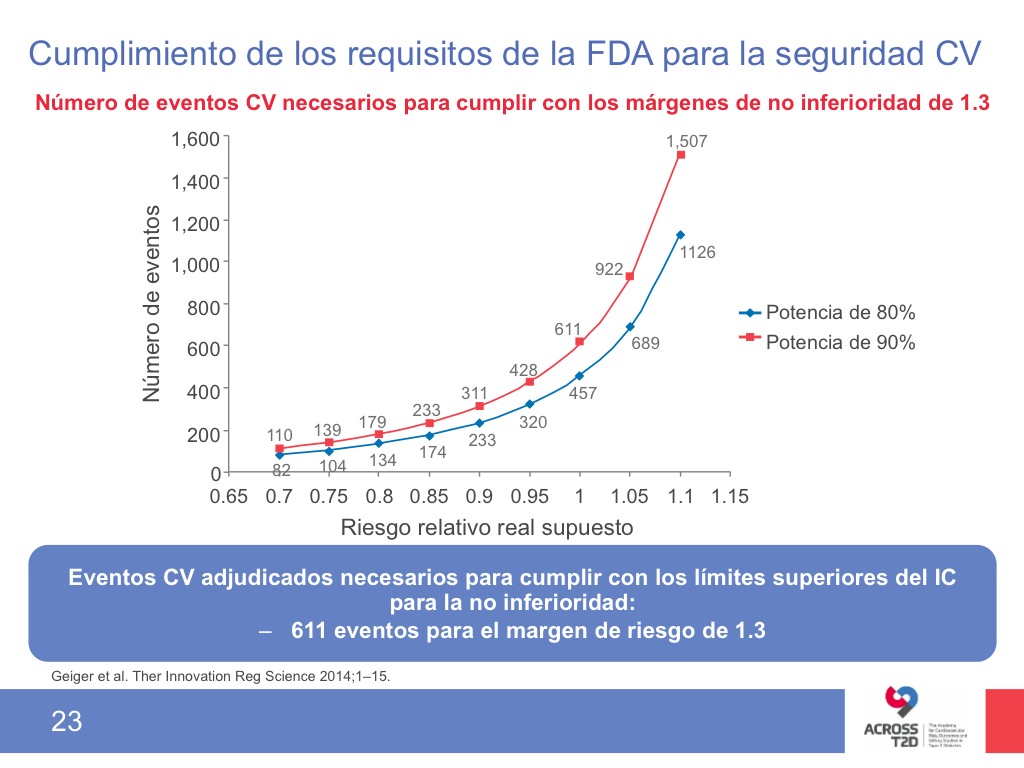 Cumplimiento de los requisitos de la FDA para la seguridad CV
Número de eventos CV necesarios para cumplir con los márgenes de no inferioridad de 1.3
Número de eventos
1,600
1,400
1,200
1,000
800
600
400
200
0
0.65 0.7 0.75 0.8 0.85 0.9 0.95 1 1.05 1.1 1.15
Riesgo relativo real supuesto
110 139 179 233 311 428 611 922 1,507
82 104 134 174 233 320 457 689 1126
Potencia de 80%
Potencia de 90%
Eventos CV adjudicados necesarios para cumplir con los límites superiores del IC
para la no inferioridad:
– 611 eventos para el margen de riesgo de 1.3
Geiger et al. Ther Innovation Reg Science 2014;1–15.
23
ACROSS
T2D
The Academy
for Cardiovascular
Risk, Outcomes and
Safety Studies in
Type 2 Diabetes